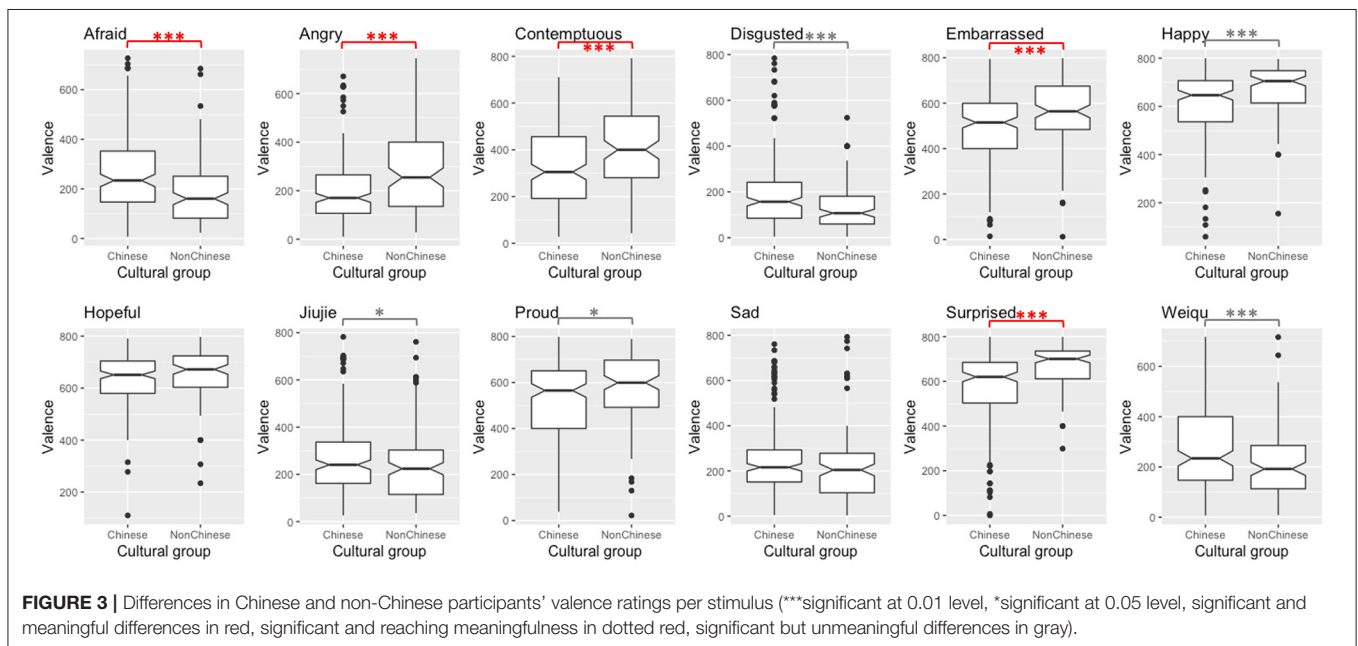 Afraid
***
Valence
600
400
200
0
Chinese
NonChinese
Cultural group
Angry
***
Valence
600
400
200
0
Chinese
NonChinese
Cultural group
Contemptuous
***
Valence
800
600
400
200
0
Chinese
NonChinese
Cultural group
Disgusted
***
Valence
800
600
400
200
0
Chinese
NonChinese
Cultural group
Embarrassed
***
Valence
800
600
400
200
0
Chinese
NonChinese
Cultural group
Happy
***
Valence
800
600
400
200
Chinese
NonChinese
Cultural group
Hopeful
Valence
800
600
400
200
Chinese
NonChinese
Cultural group
Jiujie
*
Valence
800
600
400
200
0
Chinese
NonChinese
Cultural group
Proud
*
Valence
800
600
400
200
0
Chinese
NonChinese
Cultural group
Sad
Valence
800
600
400
200
0
Chinese
NonChinese
Cultural group
Surprised
***
Valence
800
600
400
200
0
Chinese
NonChinese
Cultural group
Weiqu
***
Valence
800
600
400
200
0
Chinese
NonChinese
Cultural group
FIGURE 3 | Differences in Chinese and non-Chinese participants' valence ratings per stimulus (***significant at 0.01 level, *significant at 0.05 level, significant and
meaningful differences in red, significant and reaching meaningfulness in dotted red, significant but unmeaningful differences in gray).